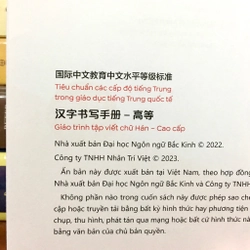 国际中文教育中文水平等级标准
Tiêu chuẩn các cấp độ tiếng Trung
trong giáo dục tiếng Trung quốc tế
汉字书写手册 – 高等
Giáo trình tập viết chữ Hán – Cao cấp
Nhà xuất bản Đại học Ngôn ngữ Bắc Kinh © 2022.
Công ty TNHH Nhân Trí Việt © 2023.
Ấn bản này được xuất bản tại Việt Nam, theo hợp đồng
Nhà xuất bản Đại học Ngôn ngữ Bắc Kinh và Công ty TNHH
Không phần nào trong cuốn sách này được phép sao ch
cập hoặc truyền tải bằng bất kỳ hình thức hay phương tiện
chụp, thu hình, phát tán qua mạng hoặc bất cứ hình thức nà
bằng văn bản của chủ bản quyền.